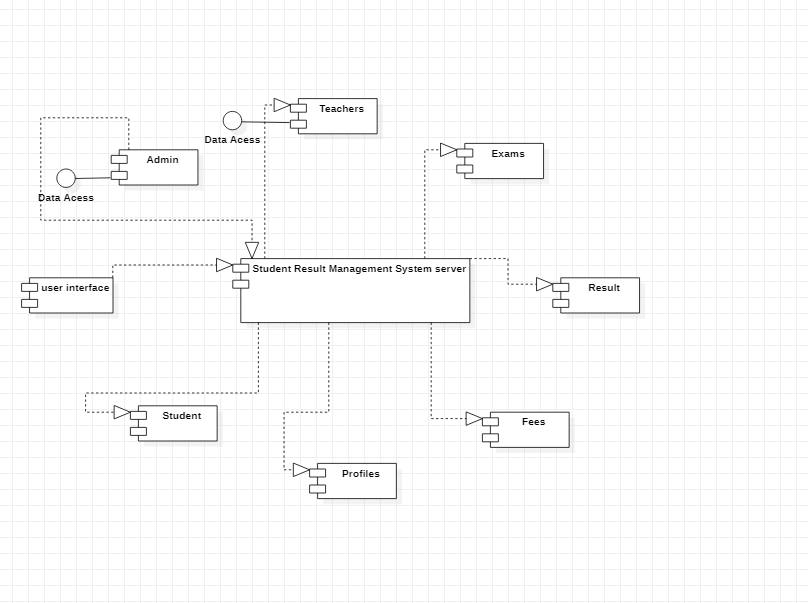 Teachers
Data Acess
Exams
Admin
Data Acess
Student Result Management System server
user interface
Result
Student
Fees
Profiles